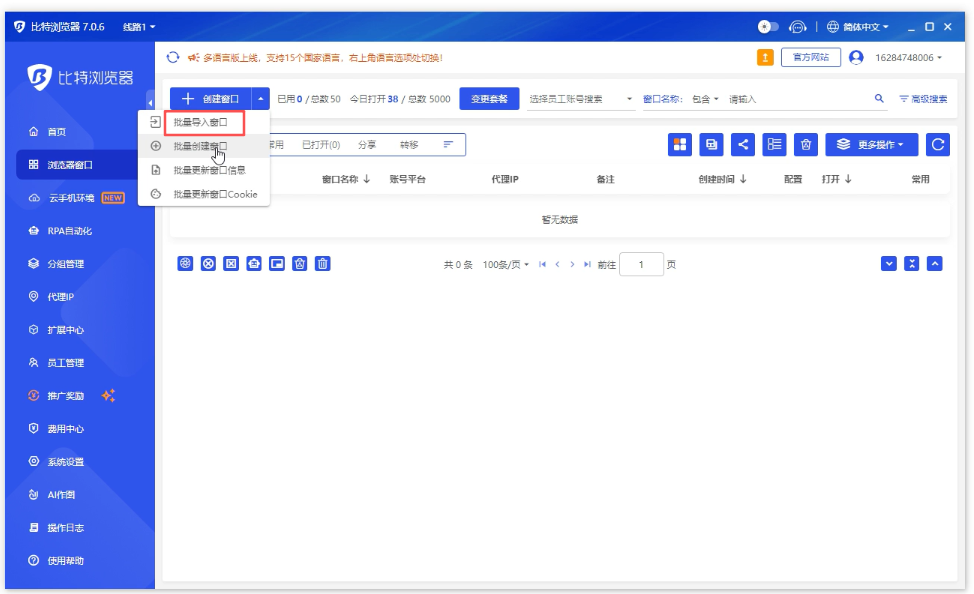 比特浏览器 7.0.6 线路1
简体中文
比特浏览器
多语言版上线，支持15个国家语言，右上角语言选项处切换！ 官方网站 16284748006
创建窗口 已用 0 / 总数 50 今日打开 38 / 总数 5000 变更套餐 选择员工账号搜索 窗口名称： 包含 请输入 高级搜索
批量导入窗口
批量创建窗口
批量更新窗口信息
批量更新窗口Cookie
常用 已打开(0) 分享 转移 更多操作
窗口名称 账号平台 代理IP 备注 创建时间 配置 打开 常用
暂无数据
共 0 条 100条/页 前往 1 页
首页
浏览器窗口
云手机环境 NEW
RPA自动化
分组管理
代理IP
扩展中心
员工管理
推广奖励
费用中心
系统设置
AI作图
操作日志
使用帮助